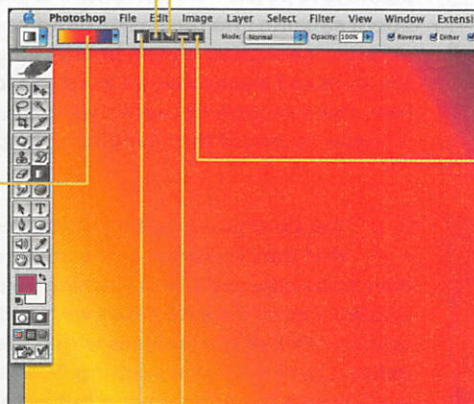 Photoshop File Edit Image Layer Select Filter View Window Extensi
Mode: Normal Opacity: 100% Reverse Dither
T